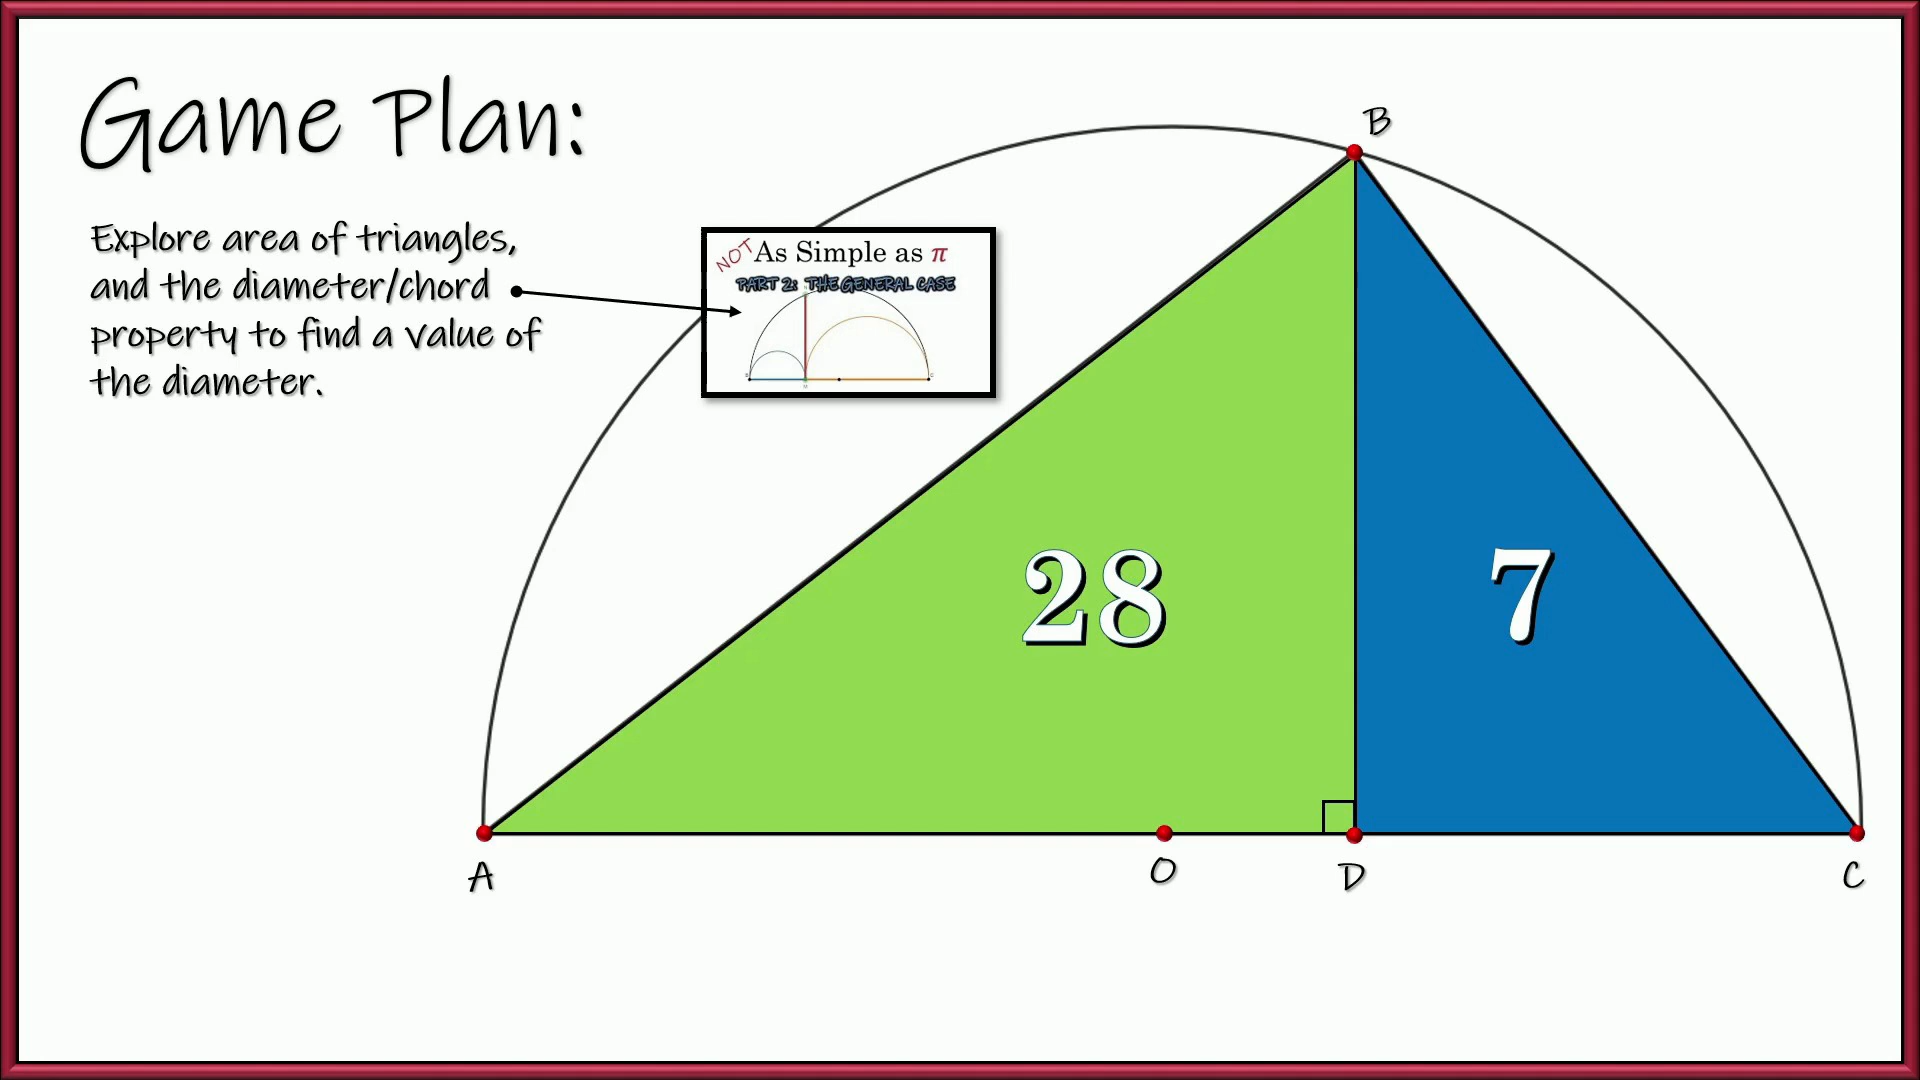 Game Plan:
Explore area of triangles,
and the diameter/chord
property to find a value of
the diameter.
NOT As Simple as π
PART 2: THE GENERAL CASE
B
28
7
A
O
D
C